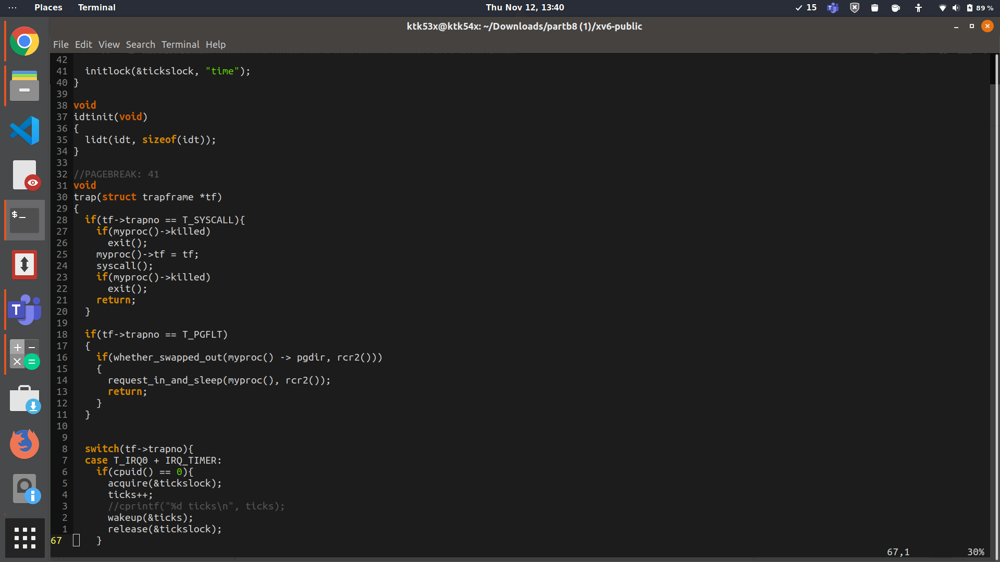 Places Terminal Thu Nov 12, 13:40 15 89 %
ktk53x@ktk54x: ~/Downloads/partb8 (1)/xv6-public
File Edit View Search Terminal Help
42
41   initlock(&tickslock, "time");
40 }
39
38 void
37 idtinit(void)
36 {
35   lidt(idt, sizeof(idt));
34 }
33
32 //PAGEBREAK: 41
31 void
30 trap(struct trapframe *tf)
29 {
28   if(tf->trapno == T_SYSCALL){
27     if(myproc()->killed)
26       exit();
25     myproc()->tf = tf;
24     syscall();
23     if(myproc()->killed)
22       exit();
21     return;
20   }
19
18   if(tf->trapno == T_PGFLT)
17   {
16     if(whether_swapped_out(myproc() -> pgdir, rcr2()))
15     {
14       request_in_and_sleep(myproc(), rcr2());
13       return;
12     }
11   }
10
9
8   switch(tf->trapno){
7   case T_IRQ0 + IRQ_TIMER:
6     if(cpuid() == 0){
5       acquire(&tickslock);
4       ticks++;
3       //cprintf("%d ticks\n", ticks);
2       wakeup(&ticks);
1       release(&tickslock);
67     }
67,1 30%